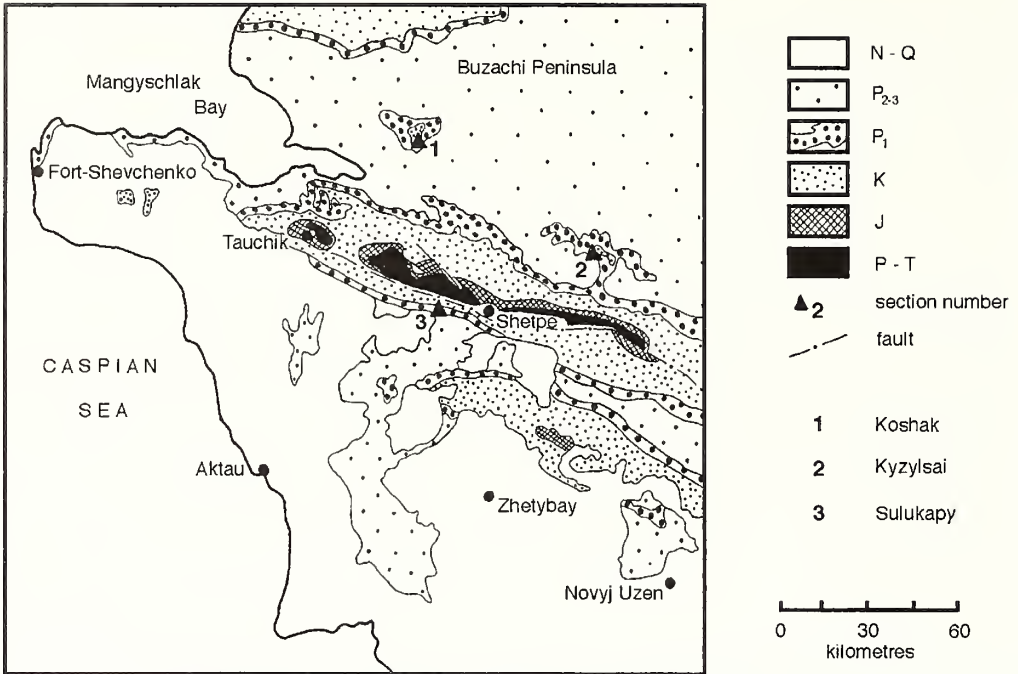 Buzachi Peninsula
Mangyschlak
Bay
1
Fort-Shevchenko
Tauchik
2
3
Shetpe
CASPIAN
SEA
Aktau
Zhetybay
Novyj Uzen
N - Q
P2-3
P1
K
J
P - T
2 section number
fault
1 Koshak
2 Kyzylsai
3 Sulukapy
0 30 60
kilometres